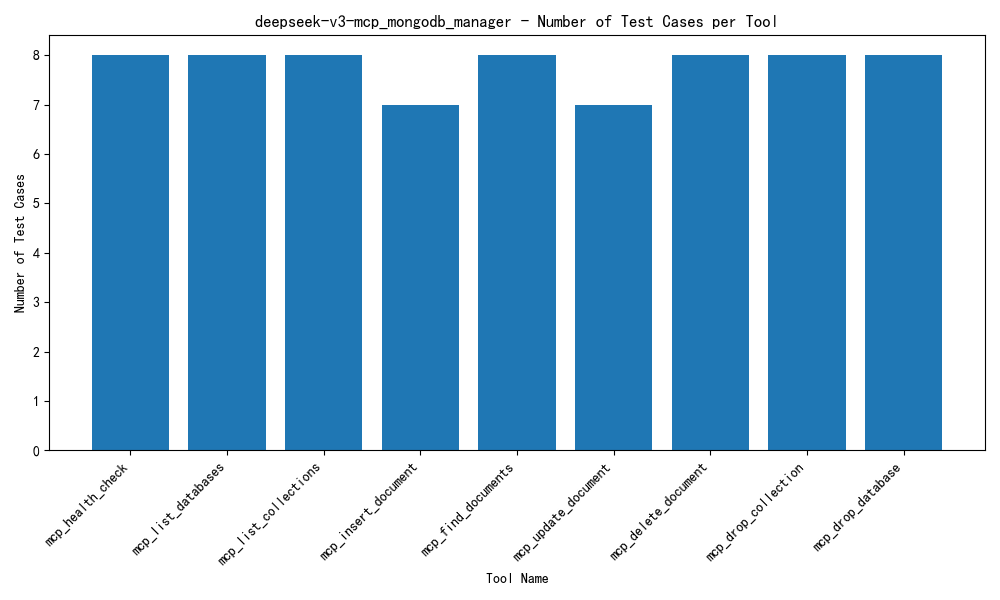 deepseek-v3-mcp_mongodb_manager - Number of Test Cases per Tool
Number of Test Cases
8
7
6
5
4
3
2
1
0
mcp_health_check
mcp_list_databases
mcp_list_collections
mcp_insert_document
mcp_find_documents
mcp_update_document
mcp_delete_document
mcp_drop_collection
mcp_drop_database
Tool Name